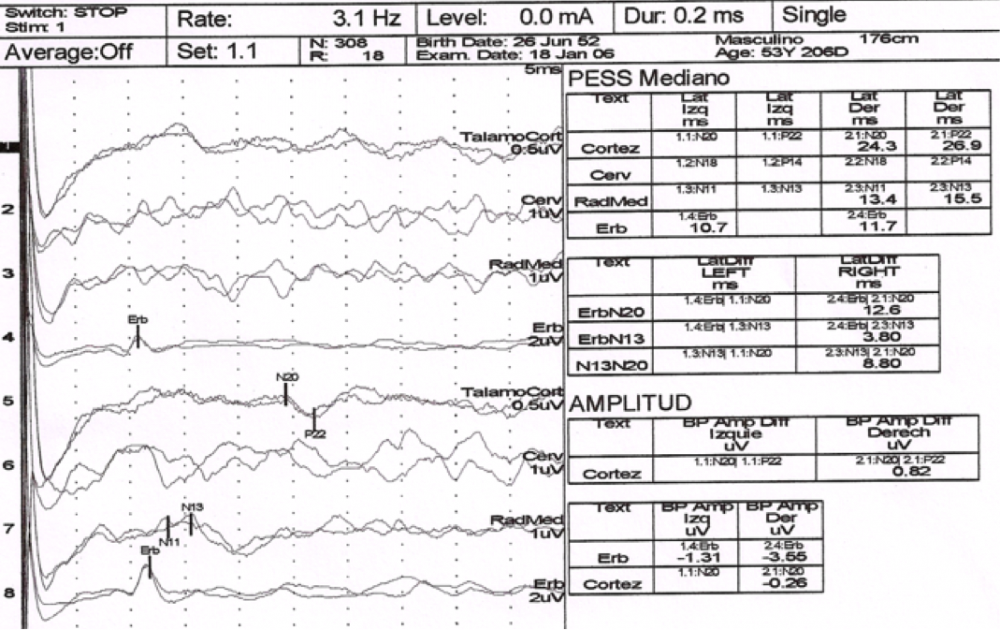 Switch: STOP
Stim: 1
Rate: 3.1 Hz
Level: 0.0 mA
Dur: 0.2 ms
Single
Average:Off
Set: 1.1
N: 308
R: 18
Birth Date: 26 Jun 52
Exam. Date: 18 Jan 06
Masculino 176cm
Age: 53Y 206D
5ms
TalamoCort
0.5uV
2
Cerv
1uV
3
RadMed
1uV
4
Erb
Erb
2uV
5
N20
P22
TalamoCort
0.5uV
6
Cerv
1uV
7
N11
N13
RadMed
1uV
8
Erb
Erb
2uV
PESS Mediano
Text Lat Izq ms Lat Izq ms Lat Der ms Lat Der ms
1.1:N20 1.1:P22 2.1:N20 2.1:P22
Cortez 24.3 26.9
1.2:N18 1.2:P14 2.2:N18 2.2:P14
Cerv
1.3:N11 1.3:N13 2.3:N11 2.3:N13
RadMed 13.4 15.5
1.4:Erb 2.4:Erb
Erb 10.7 11.7
Text LatDiff LEFT ms LatDiff RIGHT ms
1.4:Erb| 1.1:N20 2.4:Erb| 2.1:N20
ErbN20 12.6
1.4:Erb| 1.3:N13 2.4:Erb| 2.3:N13
ErbN13 3.80
1.3:N13| 1.1:N20 2.3:N13| 2.1:N20
N13N20 8.80
AMPLITUD
Text BP Amp Diff Izquie uV BP Amp Diff Derech uV
1.1:N20| 1.1:P22 2.1:N20| 2.1:P22
Cortez 0.82
Text BP Amp Izq uV BP Amp Der uV
1.4:Erb 2.4:Erb
Erb -1.31 -3.55
1.1:N20 2.1:N20
Cortez -0.26